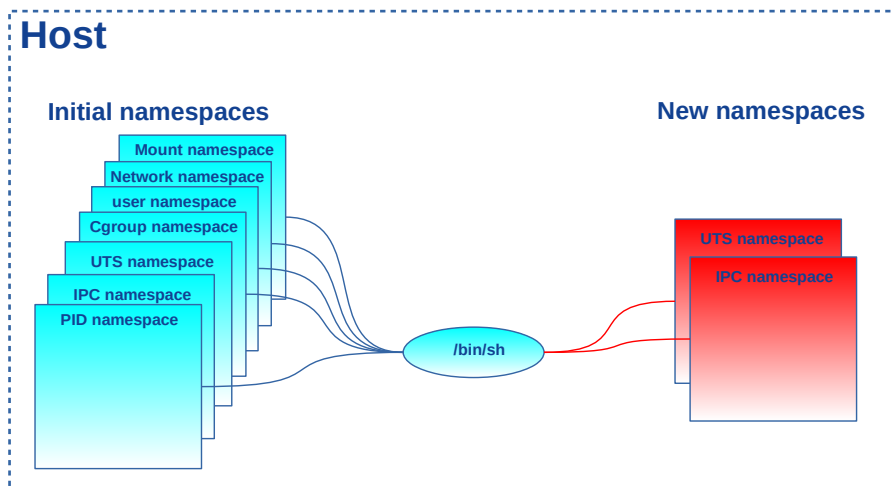 Host
Initial namespaces
New namespaces
Mount namespace
Network namespace
user namespace
Cgroup namespace
UTS namespace
IPC namespace
PID namespace
/bin/sh
UTS namespace
IPC namespace